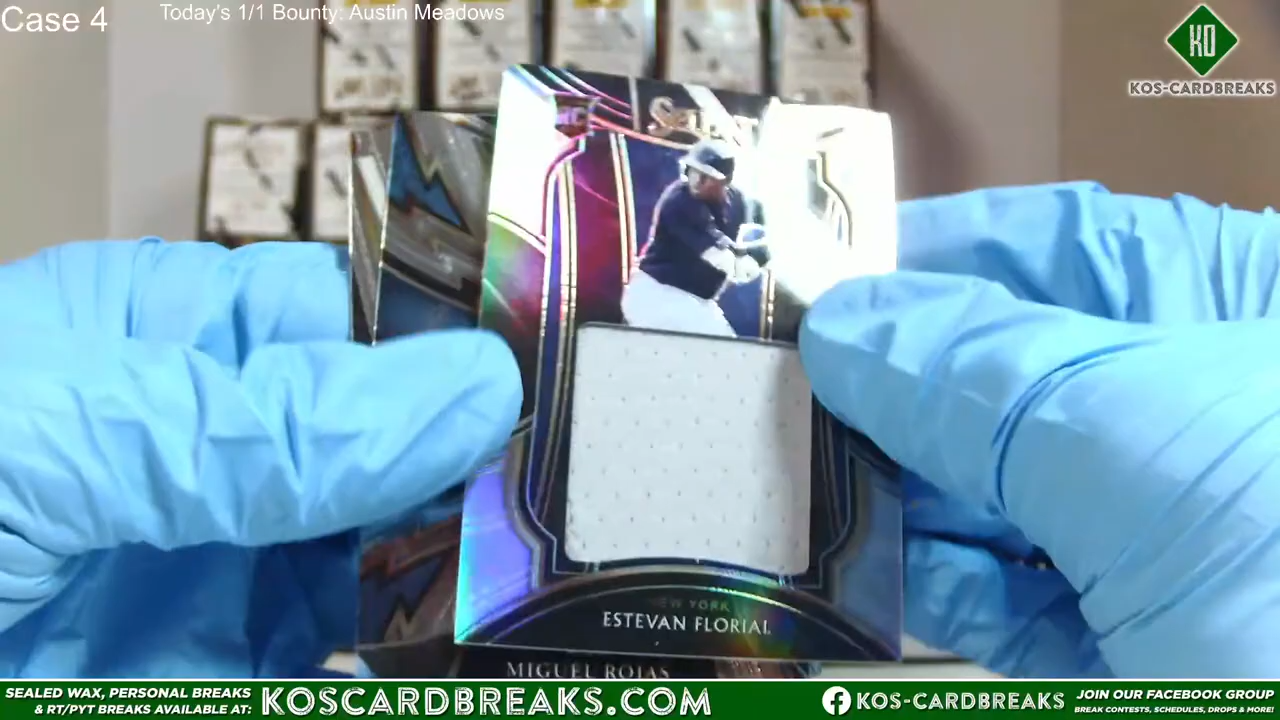 Case 4
Today's 1/1 Bounty: Austin Meadows
KO
KOS-CARDBREAKS
NEW YORK
ESTEVAN FLORIAL
MIGUEL ROJAS
SEALED WAX, PERSONAL BREAKS
& RT/PYT BREAKS AVAILABLE AT:
KOSCARDBREAKS.COM
KOS-CARDBREAKS
JOIN OUR FACEBOOK GROUP
BREAK CONTESTS, SCHEDULES, DROPS & MORE!